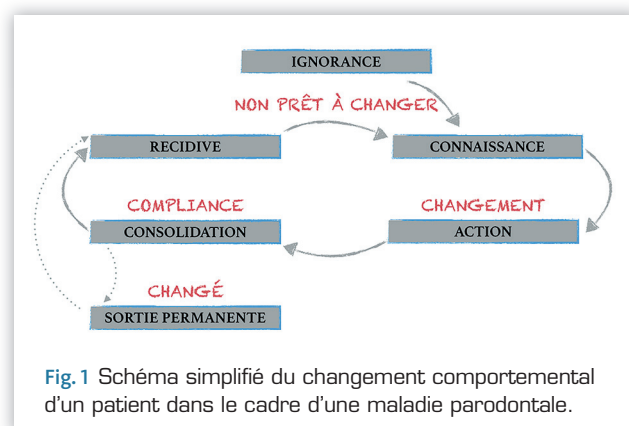 IGNORANCE
NON PRÊT À CHANGER
RECIDIVE
CONNAISSANCE
COMPLIANCE
CHANGEMENT
CONSOLIDATION
ACTION
CHANGÉ
SORTIE PERMANENTE
Fig. 1 Schéma simplifié du changement comportemental
d'un patient dans le cadre d'une maladie parodontale.